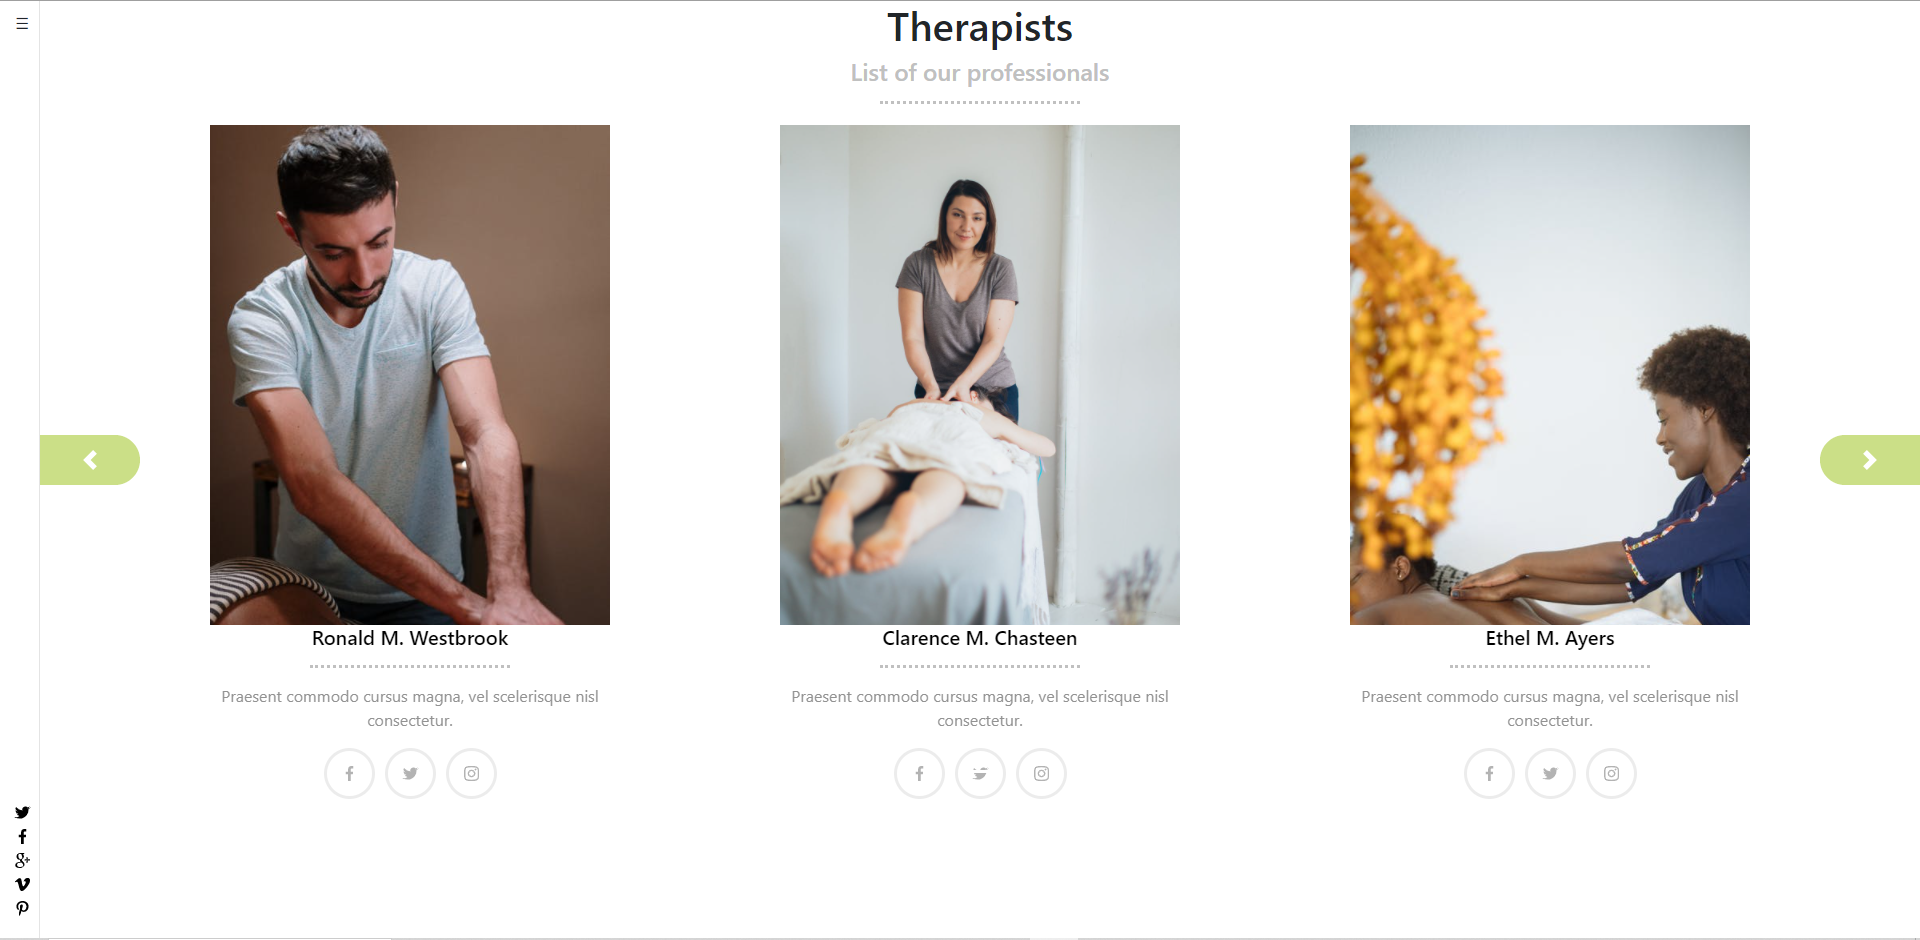 Therapists
List of our professionals
Ronald M. Westbrook
Praesent commodo cursus magna, vel scelerisque nisl
consectetur.
Clarence M. Chasteen
Praesent commodo cursus magna, vel scelerisque nisl
consectetur.
Ethel M. Ayers
Praesent commodo cursus magna, vel scelerisque nisl
consectetur.